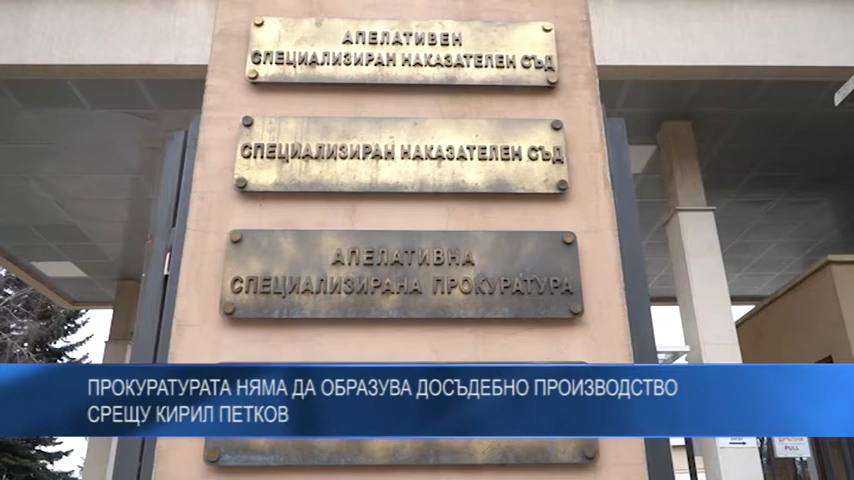 АПЕЛАТИВЕН
СПЕЦИАЛИЗИРАН НАКАЗАТЕЛЕН СЪД
СПЕЦИАЛИЗИРАН НАКАЗАТЕЛЕН СЪД
АПЕЛАТИВНА
СПЕЦИАЛИЗИРАНА ПРОКУРАТУРА
ПРОКУРАТУРАТА НЯМА ДА ОБРАЗУВА ДОСЪДЕБНО ПРОИЗВОДСТВО
СРЕЩУ КИРИЛ ПЕТКОВ
PULL